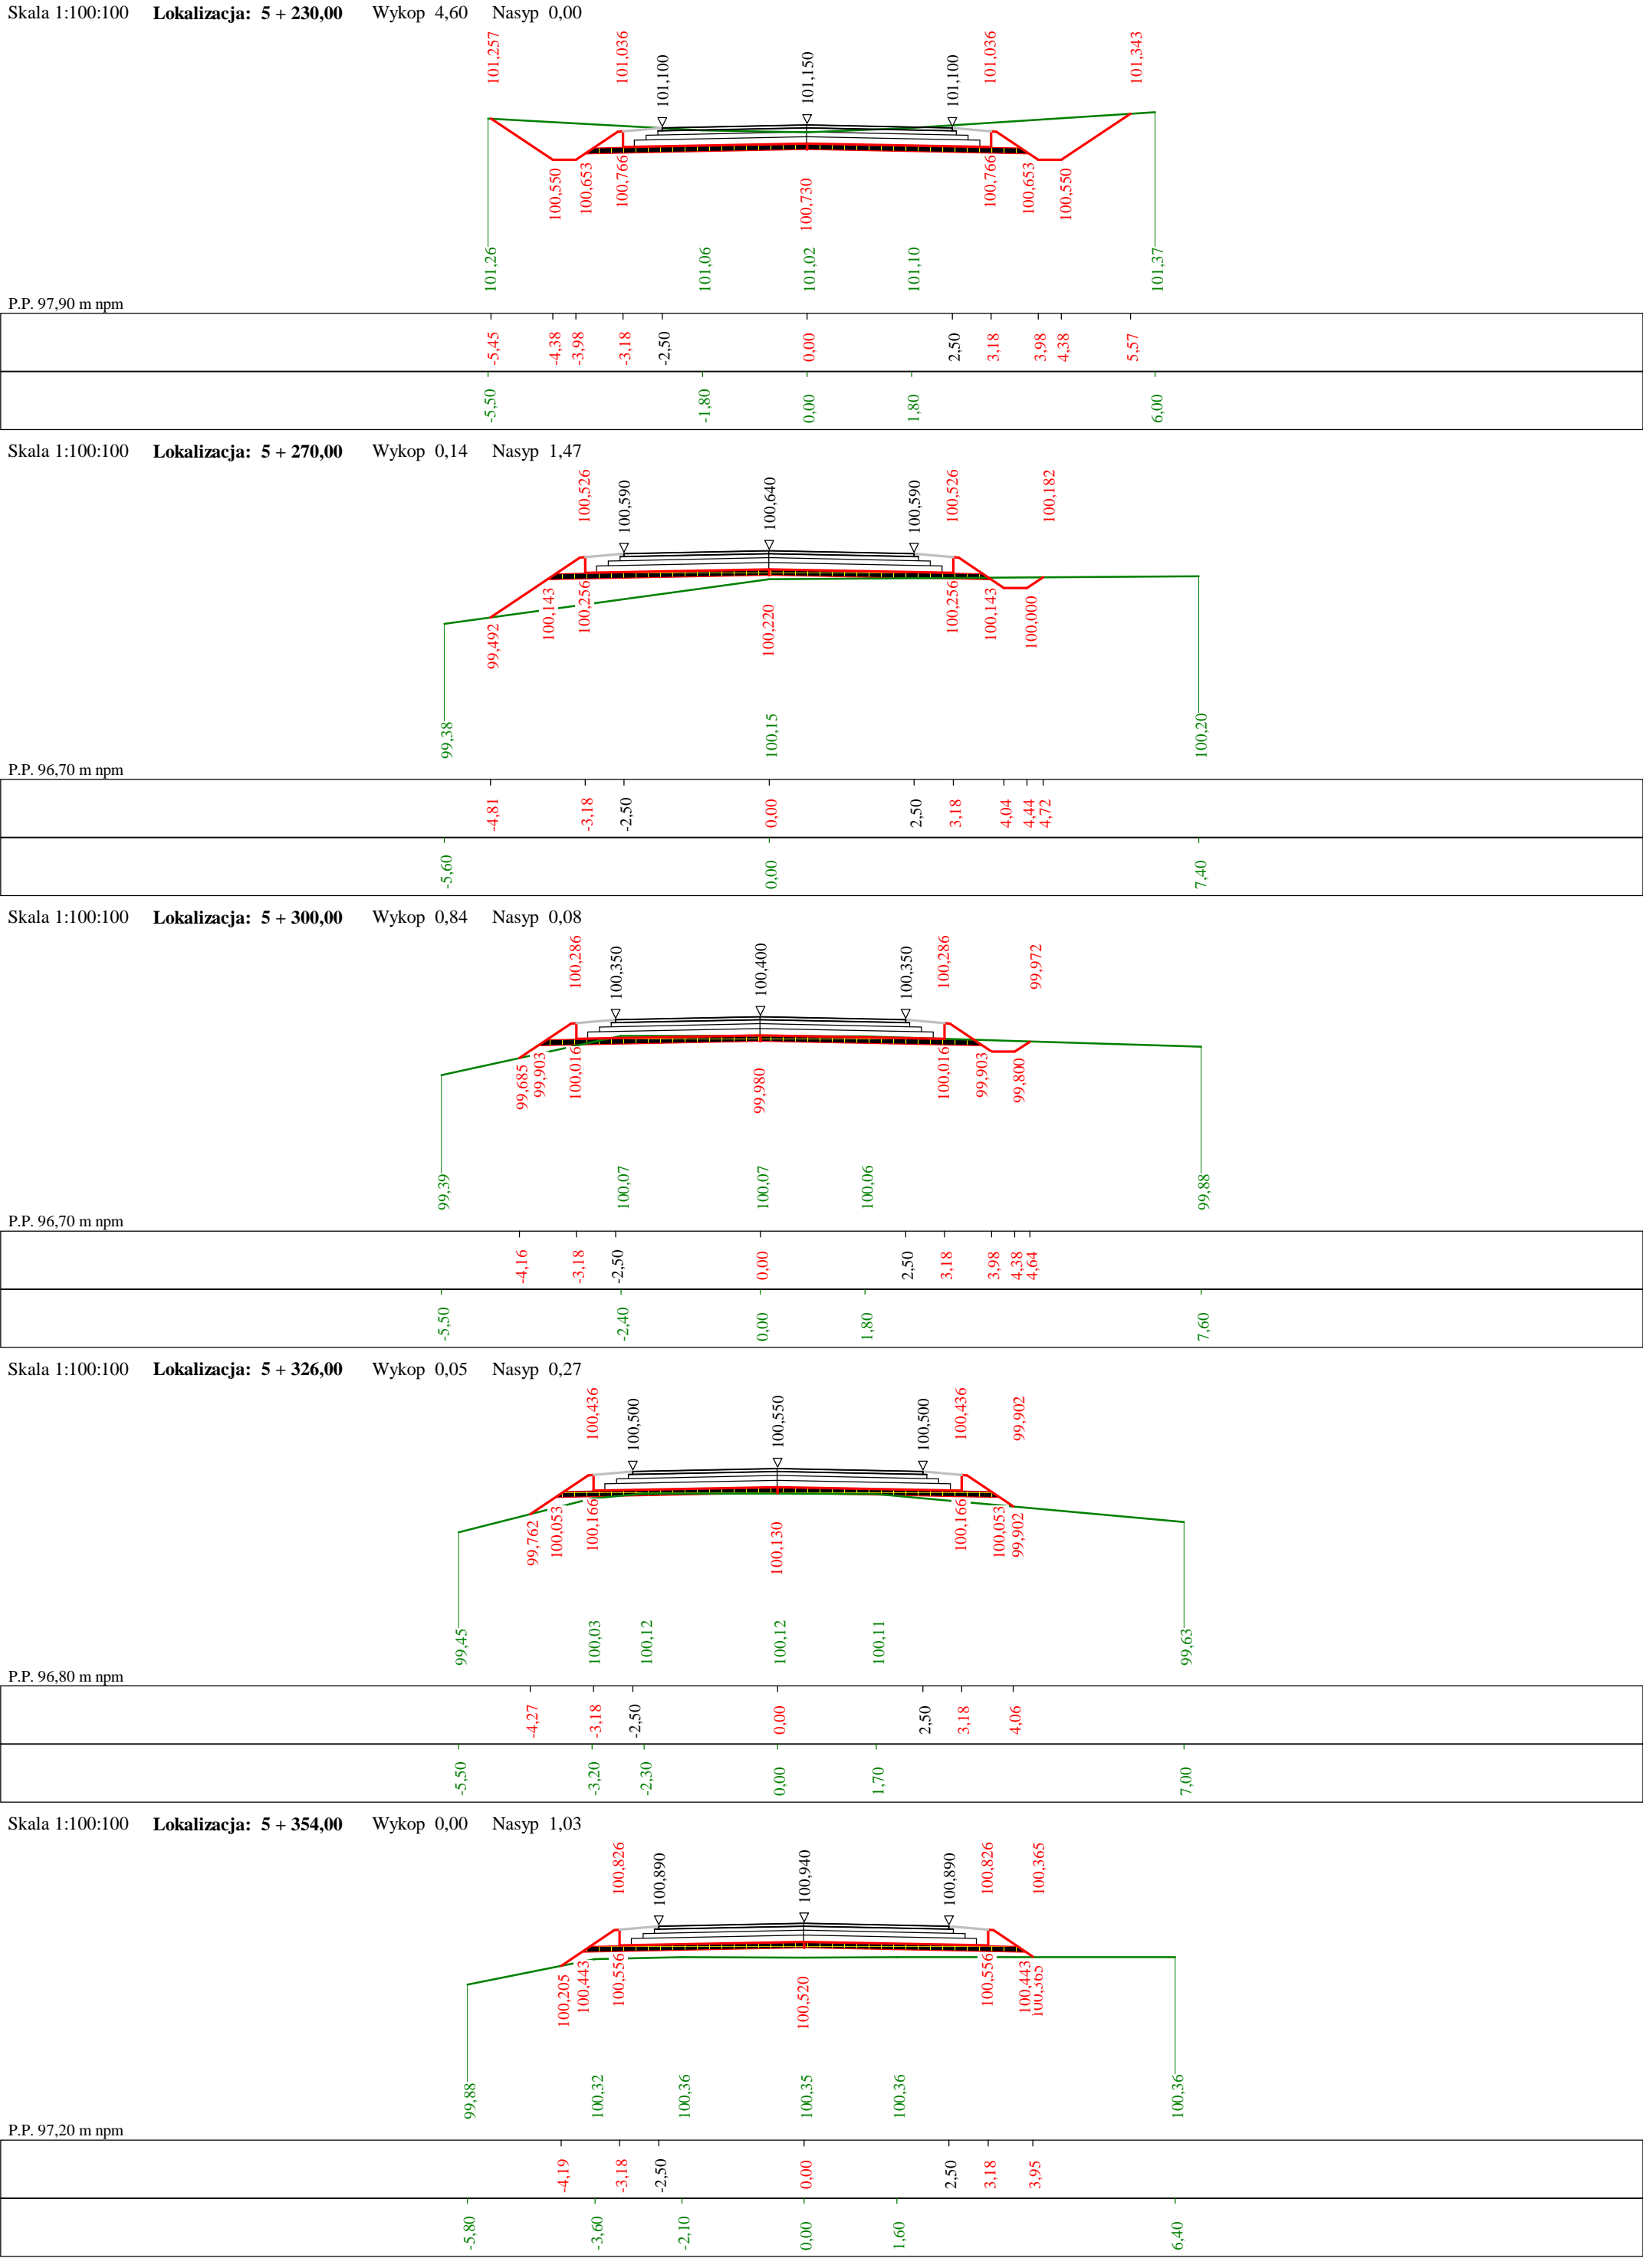 Skala 1:100:100 Lokalizacja: 5 + 230,00 Wykop 4,60 Nasyp 0,00
101,257 101,036 101,100 101,150 101,100 101,036 101,343
100,550 100,653 100,766 100,730 100,766 100,653 100,550
101,26 101,06 101,02 101,10 101,37
P.P. 97,90 m npm
-5,45 -4,38 -3,98 -3,18 -2,50 0,00 2,50 3,18 3,98 4,38 5,57
-5,50 -1,80 0,00 1,80 6,00
Skala 1:100:100 Lokalizacja: 5 + 270,00 Wykop 0,14 Nasyp 1,47
100,526 100,590 100,640 100,590 100,526 100,182
99,492 100,143 100,256 100,220 100,256 100,143 100,000
99,38 100,15 100,20
P.P. 96,70 m npm
-4,81 -3,18 -2,50 0,00 2,50 3,18 4,04 4,44 4,72
-5,60 0,00 7,40
Skala 1:100:100 Lokalizacja: 5 + 300,00 Wykop 0,84 Nasyp 0,08
100,286 100,350 100,400 100,350 100,286 99,972
99,685 99,903 100,016 99,980 100,016 99,903 99,800
99,39 100,07 100,07 100,06 99,88
P.P. 96,70 m npm
-4,16 -3,18 -2,50 0,00 2,50 3,18 3,98 4,38 4,64
-5,50 -2,40 0,00 1,80 7,60
Skala 1:100:100 Lokalizacja: 5 + 326,00 Wykop 0,05 Nasyp 0,27
100,436 100,500 100,550 100,500 100,436 99,902
99,762 100,053 100,166 100,130 100,166 100,053 99,902
99,45 100,03 100,12 100,12 100,11 99,63
P.P. 96,80 m npm
-4,27 -3,18 -2,50 0,00 2,50 3,18 4,06
-5,50 -3,20 -2,30 0,00 1,70 7,00
Skala 1:100:100 Lokalizacja: 5 + 354,00 Wykop 0,00 Nasyp 1,03
100,826 100,890 100,940 100,890 100,826 100,365
100,205 100,443 100,556 100,520 100,556 100,443 100,365
99,88 100,32 100,36 100,35 100,36 100,36
P.P. 97,20 m npm
-4,19 -3,18 -2,50 0,00 2,50 3,18 3,95
-5,80 -3,60 -2,10 0,00 1,60 6,40